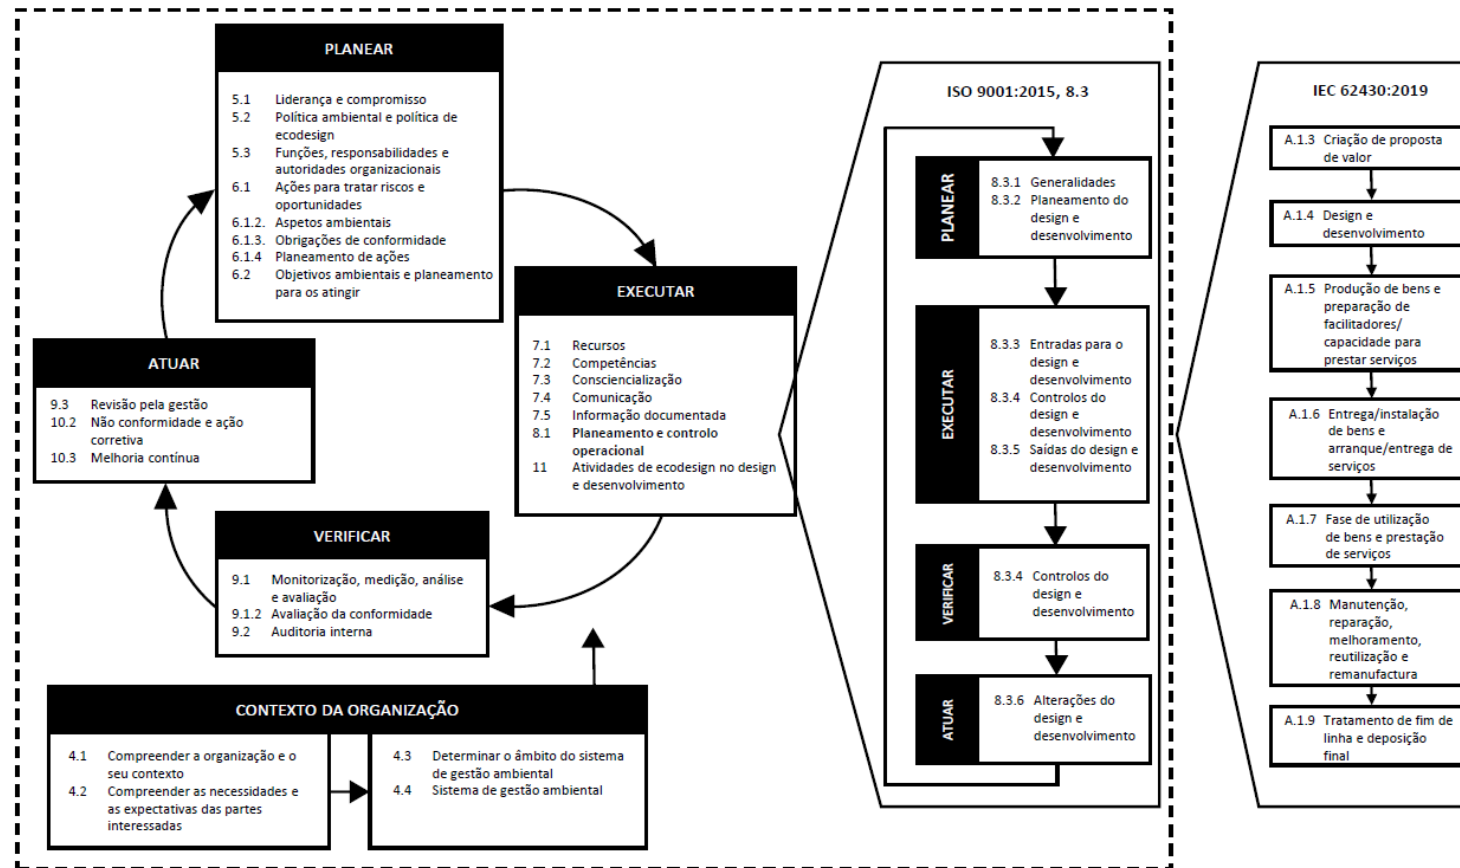 PLANEAR
5.1 Liderança e compromisso
5.2 Política ambiental e política de
ecodesign
5.3 Funções, responsabilidades e
autoridades organizacionais
6.1 Ações para tratar riscos e
oportunidades
6.1.2. Aspetos ambientais
6.1.3. Obrigações de conformidade
6.1.4 Planeamento de ações
6.2 Objetivos ambientais e planeamento
para os atingir
EXECUTAR
7.1 Recursos
7.2 Competências
7.3 Consciencialização
7.4 Comunicação
7.5 Informação documentada
8.1 Planeamento e controlo
operacional
11 Atividades de ecodesign no design
e desenvolvimento
ATUAR
9.3 Revisão pela gestão
10.2 Não conformidade e ação
corretiva
10.3 Melhoria contínua
VERIFICAR
9.1 Monitorização, medição, análise
e avaliação
9.1.2 Avaliação da conformidade
9.2 Auditoria interna
CONTEXTO DA ORGANIZAÇÃO
4.1 Compreender a organização e o
seu contexto
4.2 Compreender as necessidades e
as expectativas das partes
interessadas
4.3 Determinar o âmbito do sistema
de gestão ambiental
4.4 Sistema de gestão ambiental
ISO 9001:2015, 8.3
PLANEAR
8.3.1 Generalidades
8.3.2 Planeamento do
design e
desenvolvimento
EXECUTAR
8.3.3 Entradas para o
design e
desenvolvimento
8.3.4 Controlos do
design e
desenvolvimento
8.3.5 Saídas do design e
desenvolvimento
VERIFICAR
8.3.4 Controlos do
design e
desenvolvimento
ATUAR
8.3.6 Alterações do
design e
desenvolvimento
IEC 62430:2019
A.1.3 Criação de proposta
de valor
A.1.4 Design e
desenvolvimento
A.1.5 Produção de bens e
preparação de
facilitadores/
capacidade para
prestar serviços
A.1.6 Entrega/instalação
de bens e
arranque/entrega de
serviços
A.1.7 Fase de utilização
de bens e prestação
de serviços
A.1.8 Manutenção,
reparação,
melhoramento,
reutilização e
remanufactura
A.1.9 Tratamento de fim de
linha e deposição
final